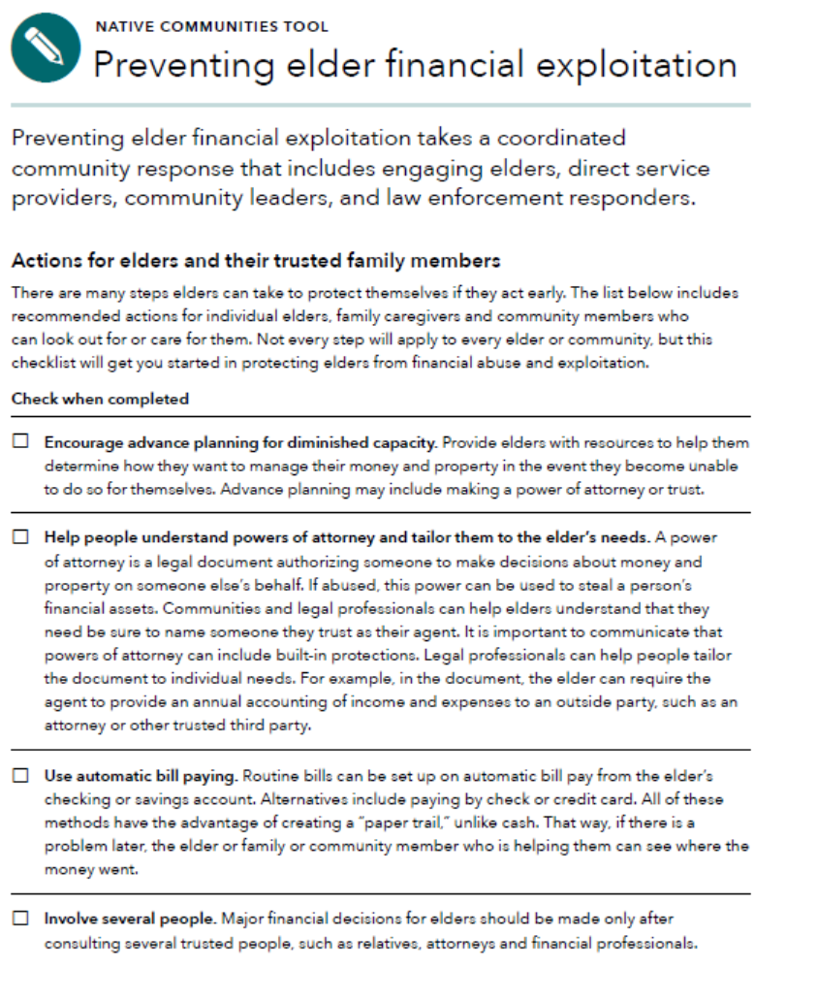 NATIVE COMMUNITIES TOOL
Preventing elder financial exploitation
Preventing elder financial exploitation takes a coordinated
community response that includes engaging elders, direct service
providers, community leaders, and law enforcement responders.
Actions for elders and their trusted family members
There are many steps elders can take to protect themselves if they act early. The list below includes
recommended actions for individual elders, family caregivers and community members who
can look out for or care for them. Not every step will apply to every elder or community, but this
checklist will get you started in protecting elders from financial abuse and exploitation.
Check when completed
Encourage advance planning for diminished capacity. Provide elders with resources to help them
determine how they want to manage their money and property in the event they become unable
to do so for themselves. Advance planning may include making a power of attorney or trust.
Help people understand powers of attorney and tailor them to the elder's needs. A power
of attorney is a legal document authorizing someone to make decisions about money and
property on someone else's behalf. If abused, this power can be used to steal a person's
financial assets. Communities and legal professionals can help elders understand that they
need be sure to name someone they trust as their agent. It is important to communicate that
powers of attorney can include built-in protections. Legal professionals can help people tailor
the document to individual needs. For example, in the document, the elder can require the
agent to provide an annual accounting of income and expenses to an outside party, such as an
attorney or other trusted third party.
Use automatic bill paying. Routine bills can be set up on automatic bill pay from the elder's
checking or savings account. Alternatives include paying by check or credit card. All of these
methods have the advantage of creating a "paper trail," unlike cash. That way, if there is a
problem later, the elder or family or community member who is helping them can see where the
money went.
Involve several people. Major financial decisions for elders should be made only after
consulting several trusted people, such as relatives, attorneys and financial professionals.